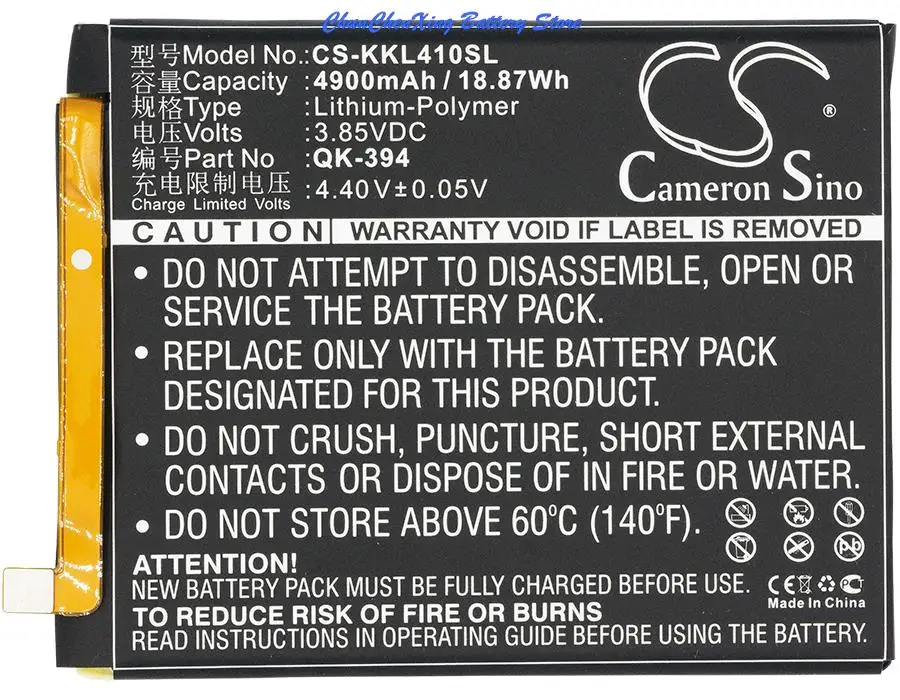 ChunChenXing Battery Store
型号Model No.: CS-KKL410SL
容量Capacity :4900mAh / 18.87Wh
规格Type :Lithium-Polymer
电压Volts :3.85VDC
编号Part No :QK-394
充电限制电压 :4.40V±0.05V
Charge Limited Volts
CS ®
Cameron Sino
CAUTION WARRANTY VOID IF LABEL IS REMOVED
• DO NOT ATTEMPT TO DISASSEMBLE, OPEN OR
SERVICE THE BATTERY PACK.
• REPLACE ONLY WITH THE BATTERY PACK
DESIGNATED FOR THIS PRODUCT.
• DO NOT CRUSH, PUNCTURE, SHORT EXTERNAL
CONTACTS OR DISPOSE OF IN FIRE OR WATER.
• DO NOT STORE ABOVE 60°C (140°F).
Pb
ATTENTION!
NEW BATTERY PACK MUST BE FULLY CHARGED BEFORE USE.
CE
Made In China
TO REDUCE RISK OF FIRE OR BURNS
READ INSTRUCTIONS IN OPERATING GUIDE BEFORE USING THE BATTERY.